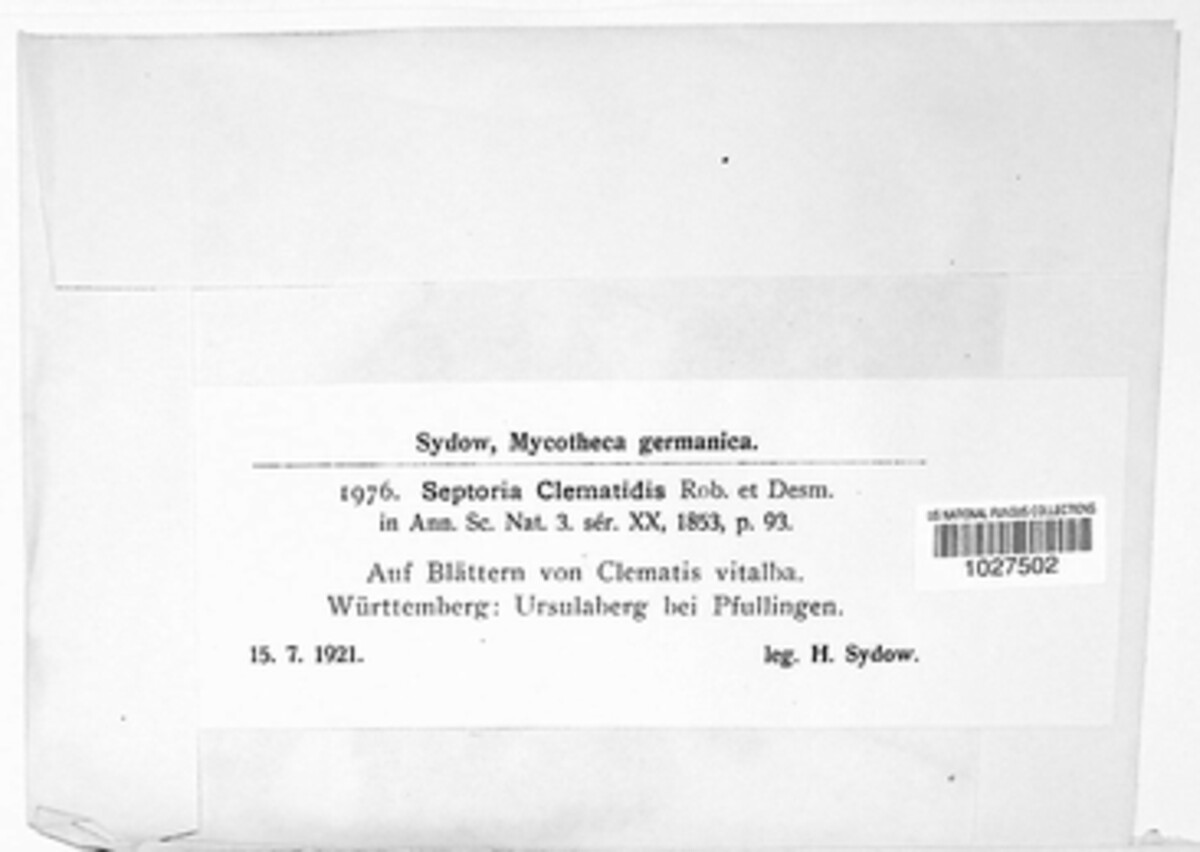 Sydow, Mycotheca germanica.
1976. Septoria Clematidis Rob. et Desm.
in Ann. Sc. Nat. 3. sér. XX, 1853, p. 93.
Auf Blättern von Clematis vitalba.
Württemberg: Ursulaberg bei Pfullingen.
15. 7. 1921. leg. H. Sydow.
US NATIONAL FUNGUS COLLECTIONS
1027502